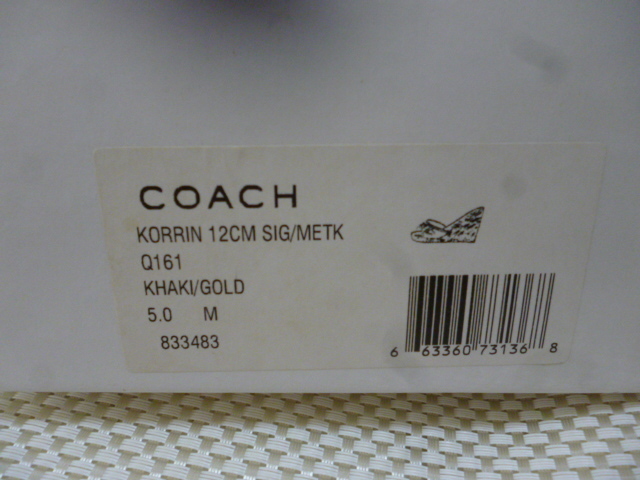 COACH
KORRIN 12CM SIG/METK
Q161
KHAKI/GOLD
5.0 M
833483
6 63360 73136 8